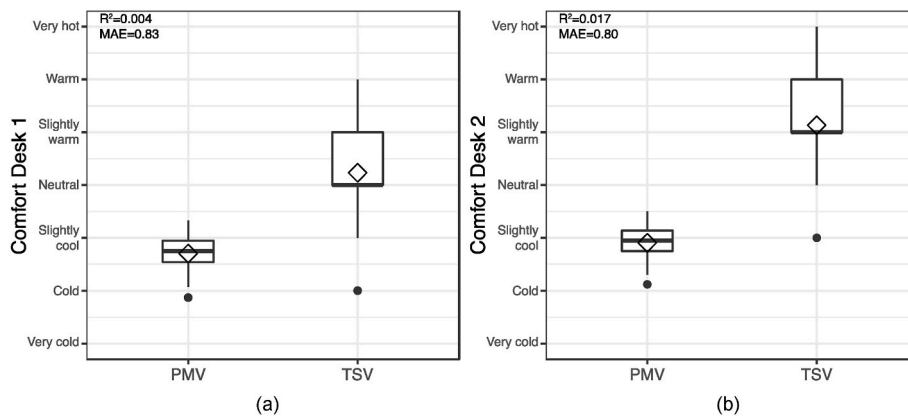 R²=0.004
MAE=0.83
Comfort Desk 1
Very hot
Warm
Slightly
warm
Neutral
Slightly
cool
Cold
Very cold
PMV
TSV
(a)
R²=0.017
MAE=0.80
Comfort Desk 2
Very hot
Warm
Slightly
warm
Neutral
Slightly
cool
Cold
Very cold
PMV
TSV
(b)